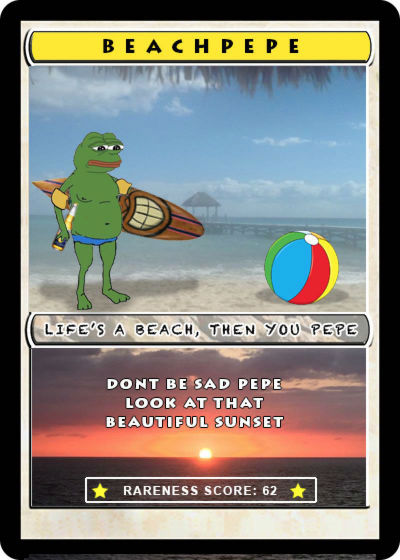 BEACHPEPE
LIFE'S A BEACH, THEN YOU PEPE
DONT BE SAD PEPE
LOOK AT THAT
BEAUTIFUL SUNSET
RARENESS SCORE: 62